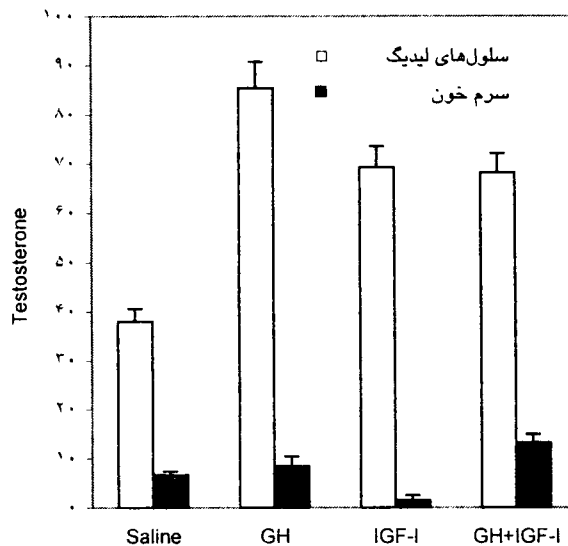 سلول‌های لیدیگ
سرم خون
Testosterone
۱۰۰
۹۰
۸۰
۷۰
۶۰
۵۰
۴۰
۳۰
۲۰
۱۰
۰
Saline GH IGF-I GH+IGF-I